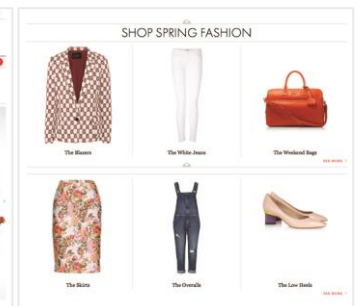 SHOP SPRING FASHION
The Blazers
The White Jeans
The Weekend Bags
SEE MORE
The Skirts
The Overalls
The Low Heels
SEE MORE